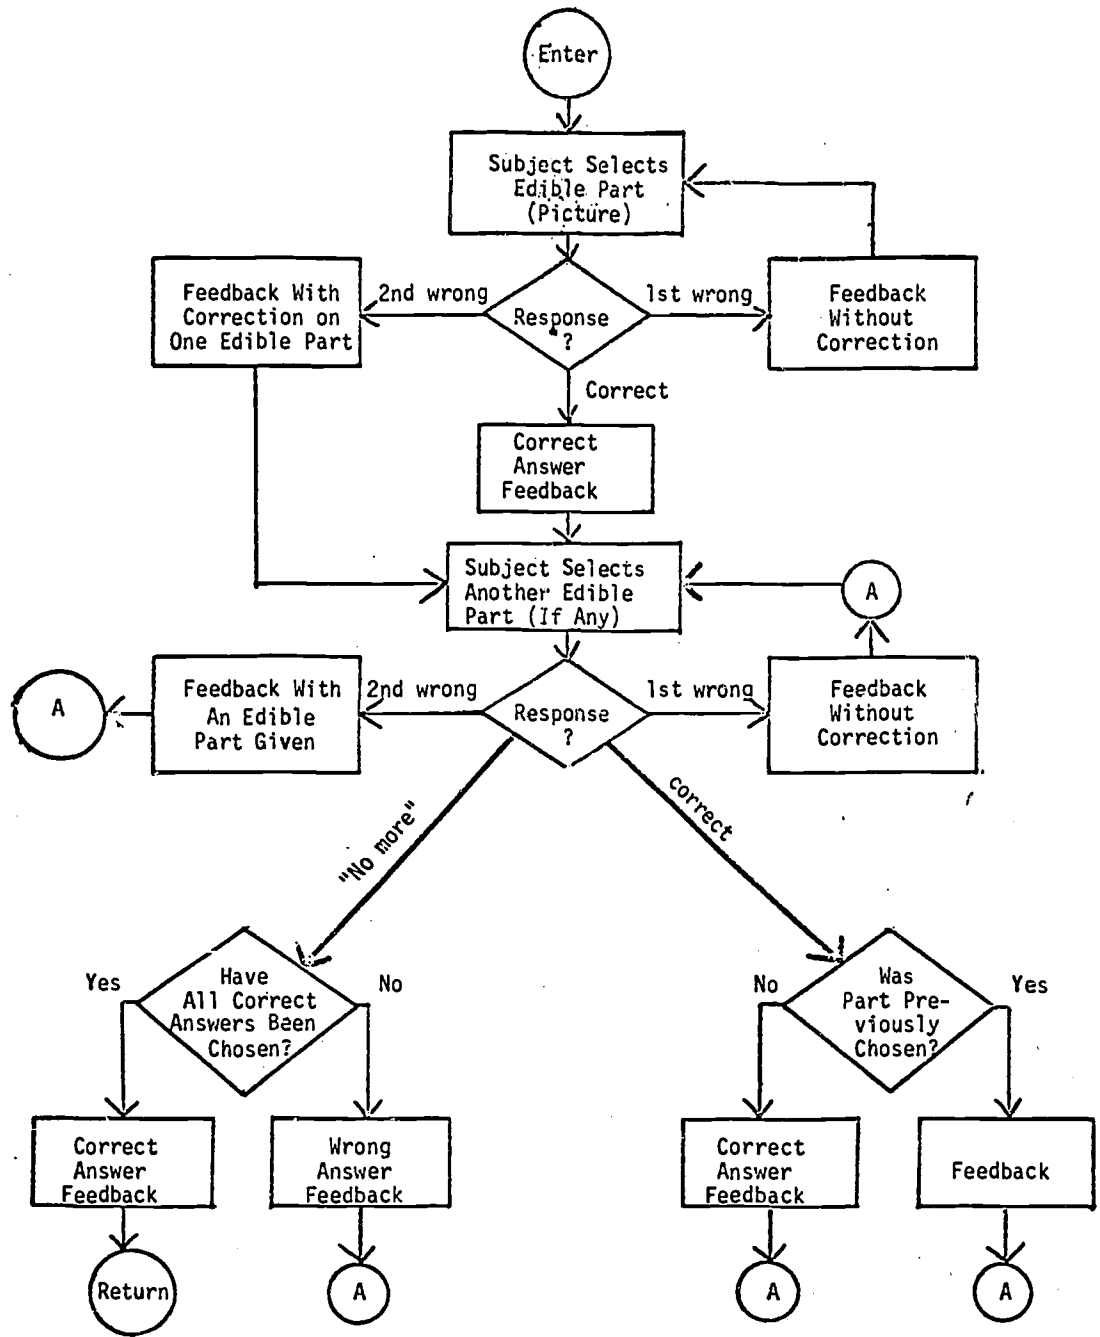 Enter
Subject Selects
Edible Part
(Picture)
Feedback With
Correction on
One Edible Part
2nd wrong
Response
?
1st wrong
Feedback
Without
Correction
Correct
Correct
Answer
Feedback
Subject Selects
Another Edible
Part (If Any)
A
A
Feedback With
An Edible
Part Given
2nd wrong
Response
?
1st wrong
Feedback
Without
Correction
"No more"
correct
Yes
Have
All Correct
Answers Been
Chosen?
No
No
Was
Part Pre-
viously
Chosen?
Yes
Correct
Answer
Feedback
Wrong
Answer
Feedback
Correct
Answer
Feedback
Feedback
Return
A
A
A